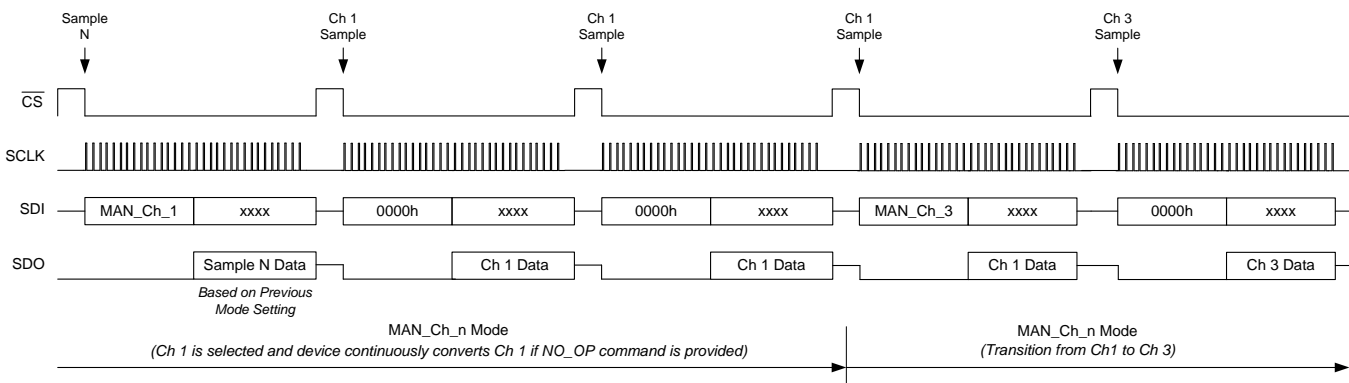 Sample
N
Ch 1
Sample
Ch 1
Sample
Ch 1
Sample
Ch 3
Sample
CS
SCLK
SDI
MAN_Ch_1
xxxx
0000h
xxxx
0000h
xxxx
MAN_Ch_3
xxxx
0000h
xxxx
SDO
Sample N Data
Ch 1 Data
Ch 1 Data
Ch 1 Data
Ch 3 Data
Based on Previous
Mode Setting
MAN_Ch_n Mode
(Ch 1 is selected and device continuously converts Ch 1 if NO_OP command is provided)
MAN_Ch_n Mode
(Transition from Ch1 to Ch 3)